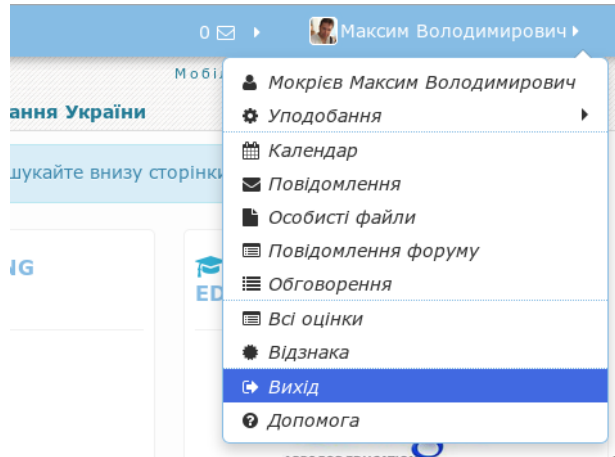 0
Максим Володимирович
Мобіл
ання України
шукайте внизу сторінки
NG
ED
Мокрієв Максим Володимирович
Уподобання
Календар
Повідомлення
Особисті файли
Повідомлення форуму
Обговорення
Всі оцінки
Відзнака
Вихід
Допомога